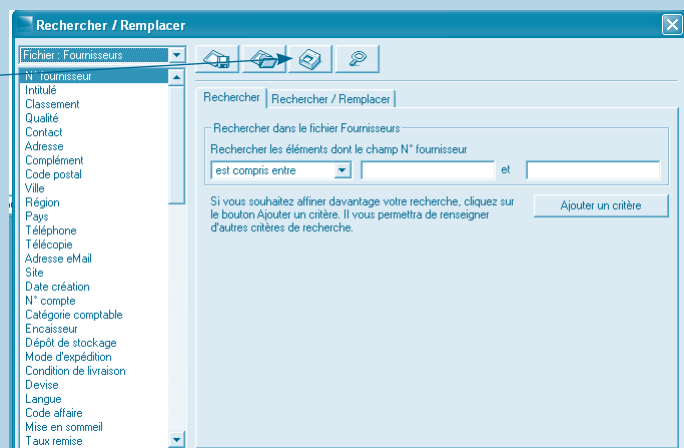 Rechercher / Remplacer
Fichier : Fournisseurs
N° fournisseur
Intitulé
Classement
Qualité
Contact
Adresse
Complément
Code postal
Ville
Région
Pays
Téléphone
Télécopie
Adresse eMail
Site
Date création
N° compte
Catégorie comptable
Encaisseur
Dépôt de stockage
Mode d'expédition
Condition de livraison
Devise
Langue
Code affaire
Mise en sommeil
Taux remise
Rechercher
Rechercher / Remplacer
Rechercher dans le fichier Fournisseurs
Rechercher les éléments dont le champ N° fournisseur
est compris entre
et
Si vous souhaitez affiner davantage votre recherche, cliquez sur
le bouton Ajouter un critère. Il vous permettra de renseigner
d'autres critères de recherche.
Ajouter un critère